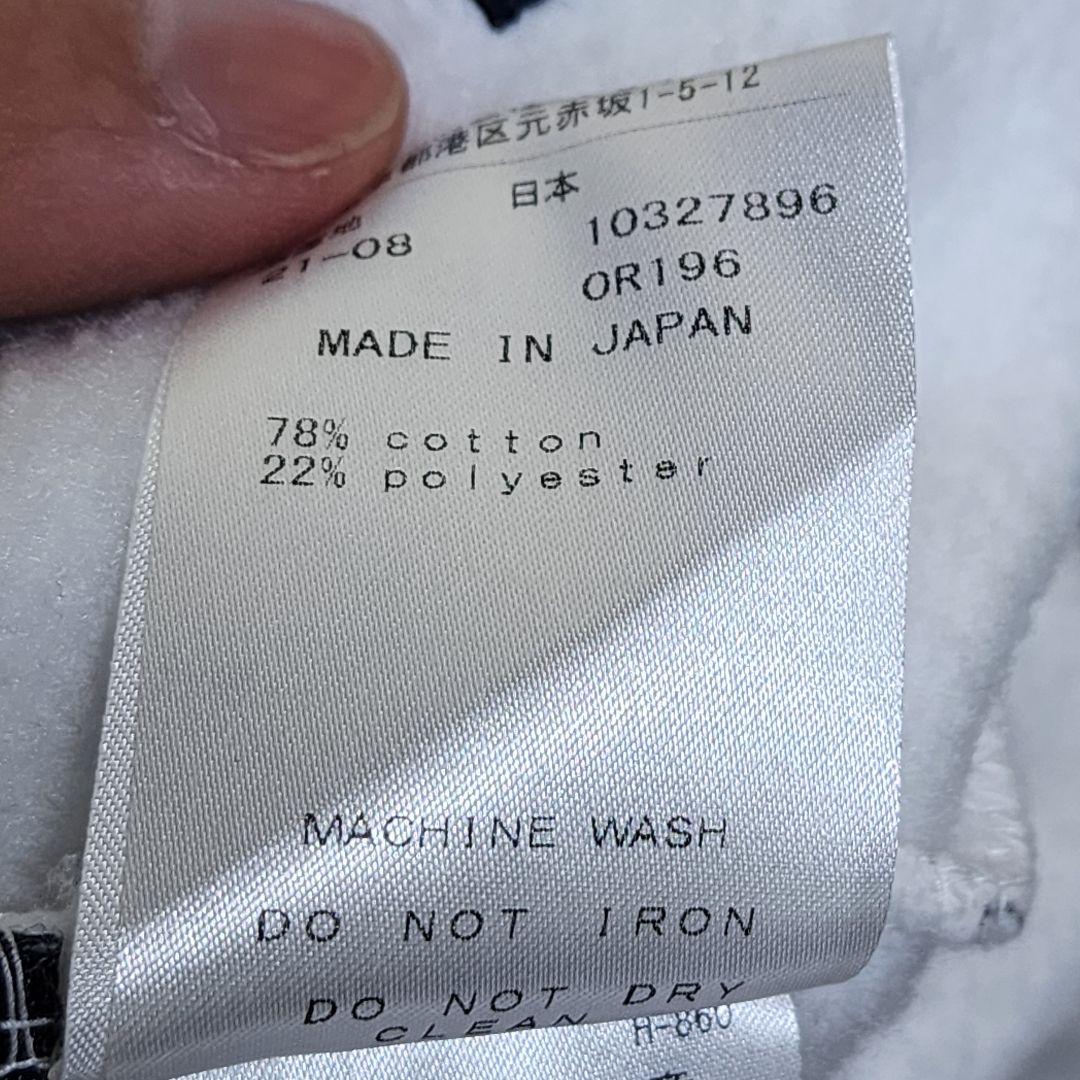 都港区元赤坂1-5-12
日本
21-08 10327896
0R196
MADE IN JAPAN
78% cotton
22% polyester
MACHINE WASH
DO NOT IRON
DO NOT DRY
CLEAN
A-860